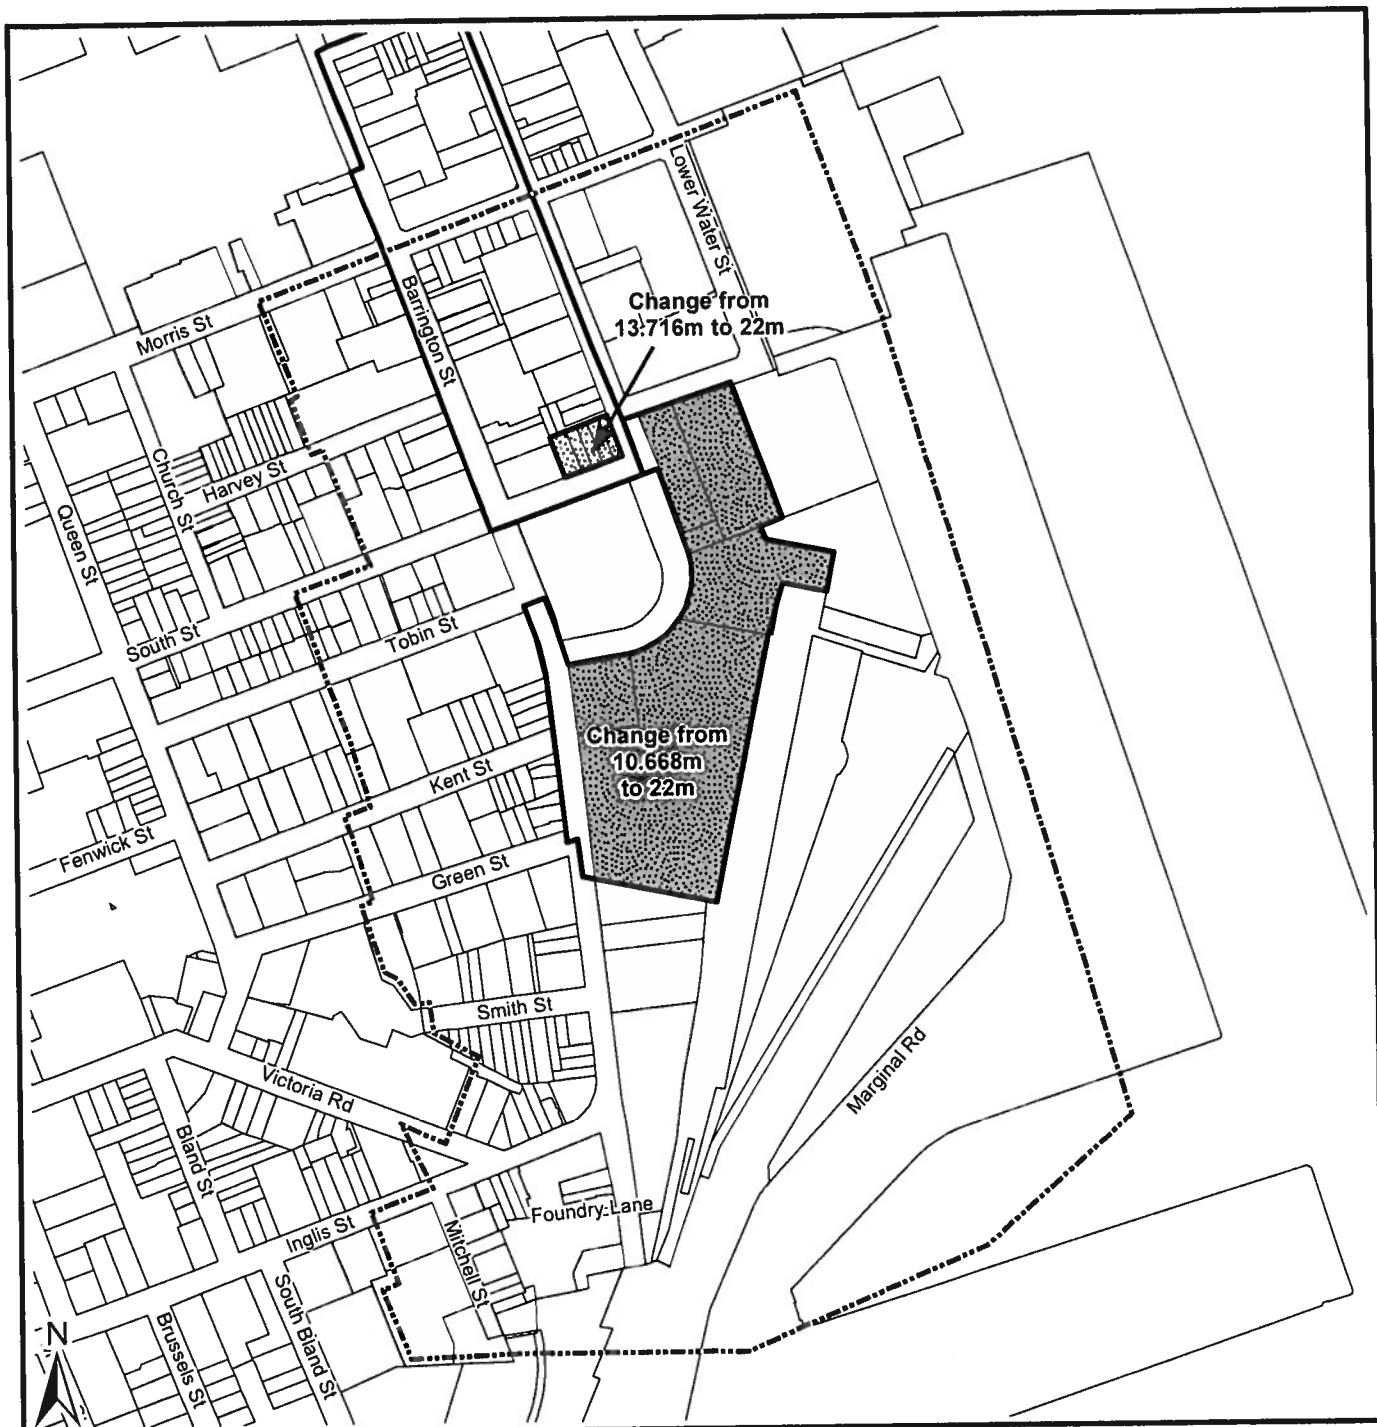 Lower Water St
Change from
13.716m to 22m
Barrington St
Morris St
Church St
Harvey St
Queen St
South St
Tobin St
Change from
10.668m
to 22m
Kent St
Fenwick St
Green St
Smith St
Victoria Rd
Marginal Rd
Bland St
Foundry Lane
Inglis St
Mitchell St
South Bland St
Brussels St
N